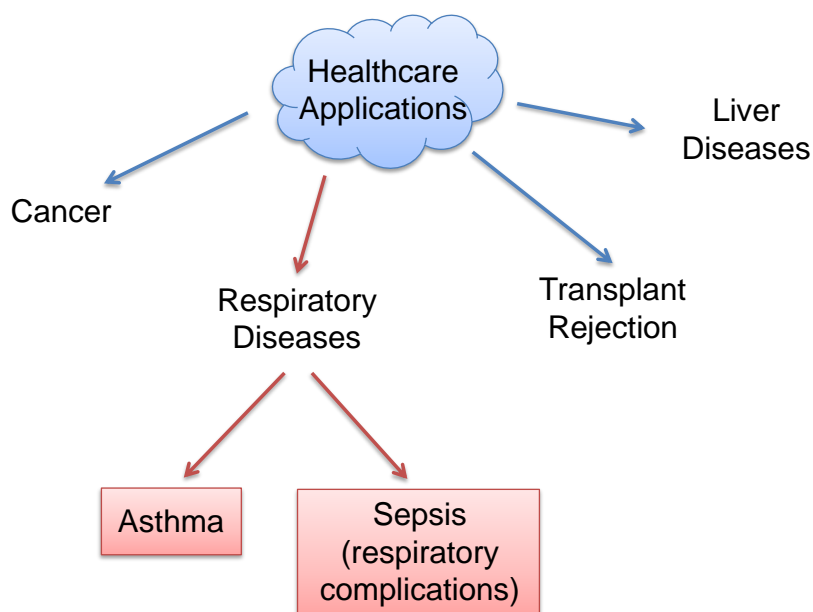 Healthcare
Applications
Liver
Diseases
Cancer
Respiratory
Diseases
Transplant
Rejection
Asthma
Sepsis
(respiratory
complications)